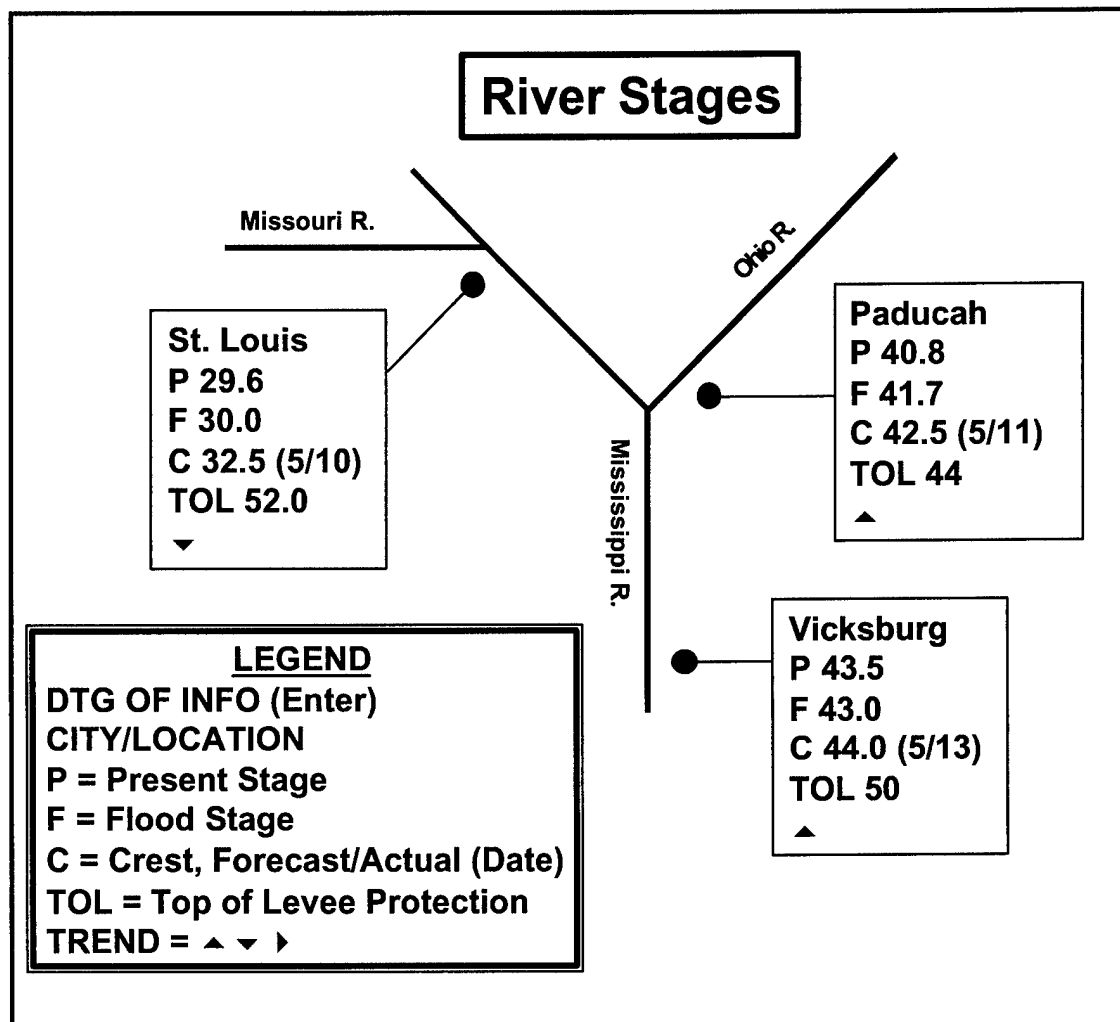 River Stages
Missouri R.
Ohio R.
Mississippi R.
St. Louis
P 29.6
F 30.0
C 32.5 (5/10)
TOL 52.0
Paducah
P 40.8
F 41.7
C 42.5 (5/11)
TOL 44
Vicksburg
P 43.5
F 43.0
C 44.0 (5/13)
TOL 50
LEGEND
DTG OF INFO (Enter)
CITY/LOCATION
P = Present Stage
F = Flood Stage
C = Crest, Forecast/Actual (Date)
TOL = Top of Levee Protection
TREND =